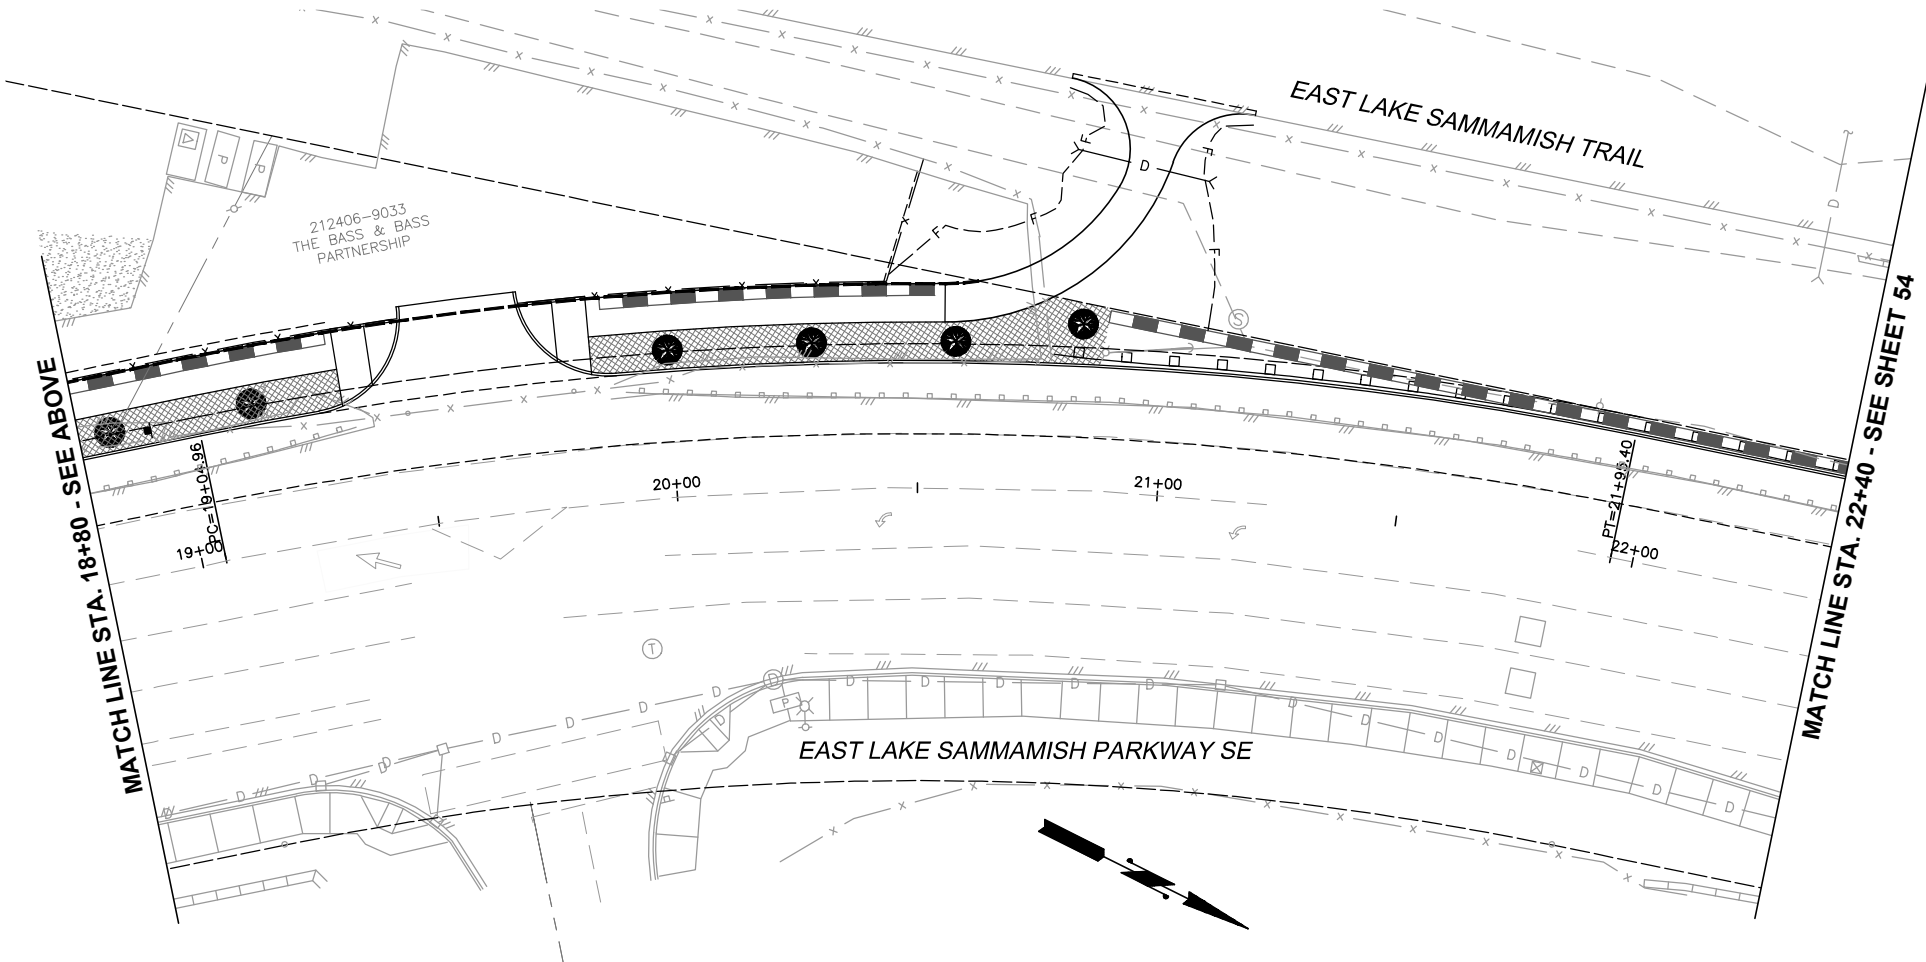 EAST LAKE SAMMAMISH TRAIL
212406-9033
THE BASS & BASS
PARTNERSHIP
MATCH LINE STA. 18+80 - SEE ABOVE
MATCH LINE STA. 22+40 - SEE SHEET 54
PC=19+04.96
19+00
20+00
21+00
PT=21+95.40
22+00
EAST LAKE SAMMAMISH PARKWAY SE